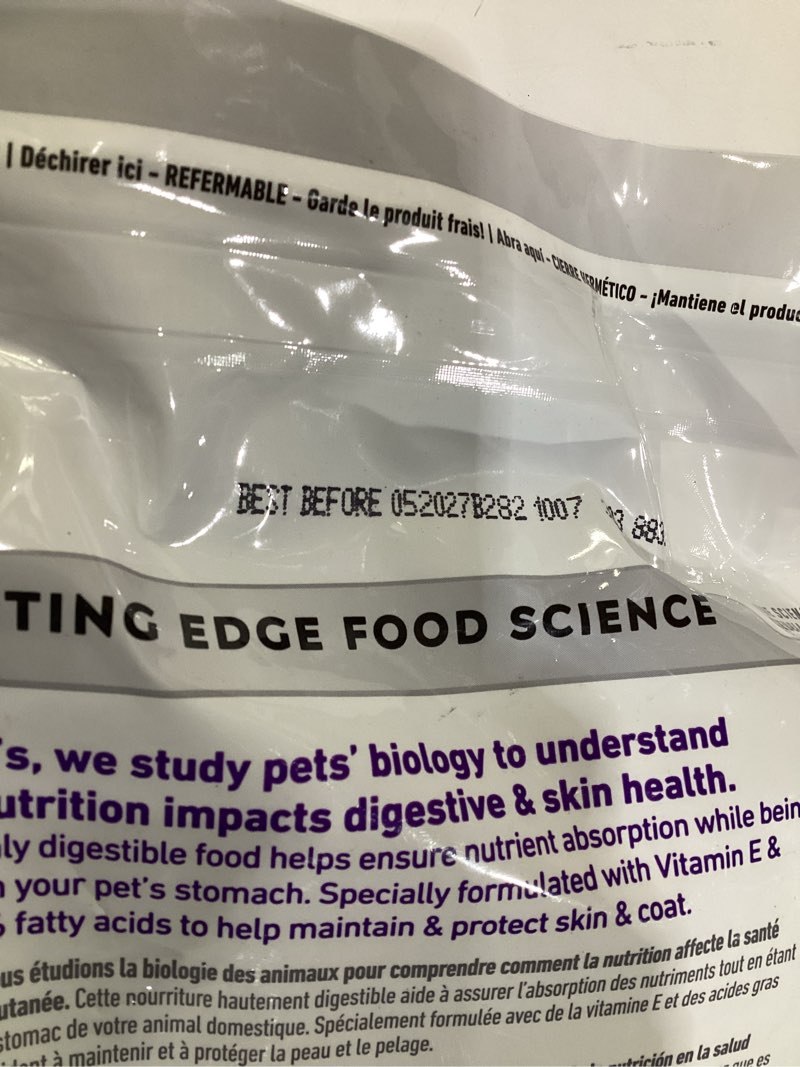 | Déchirer ici - REFERMABLE - Garde le produit frais! | Abra aquí - CIERRE HERMÉTICO - ¡Mantiene el produc
BEST BEFORE 052027B282 1007 883
TING EDGE FOOD SCIENCE
's, we study pets' biology to understand
utrition impacts digestive & skin health.
ly digestible food helps ensure nutrient absorption while bein
your pet's stomach. Specially formulated with Vitamin E &
fatty acids to help maintain & protect skin & coat.
us étudions la biologie des animaux pour comprendre comment la nutrition affecte la santé
utanée. Cette nourriture hautement digestible aide à assurer l'absorption des nutriments tout en étant
stomac de votre animal domestique. Spécialement formulée avec de la vitamine E et des acides gras
à maintenir et à protéger la peau et le pelage.
utrición en la salud
que es